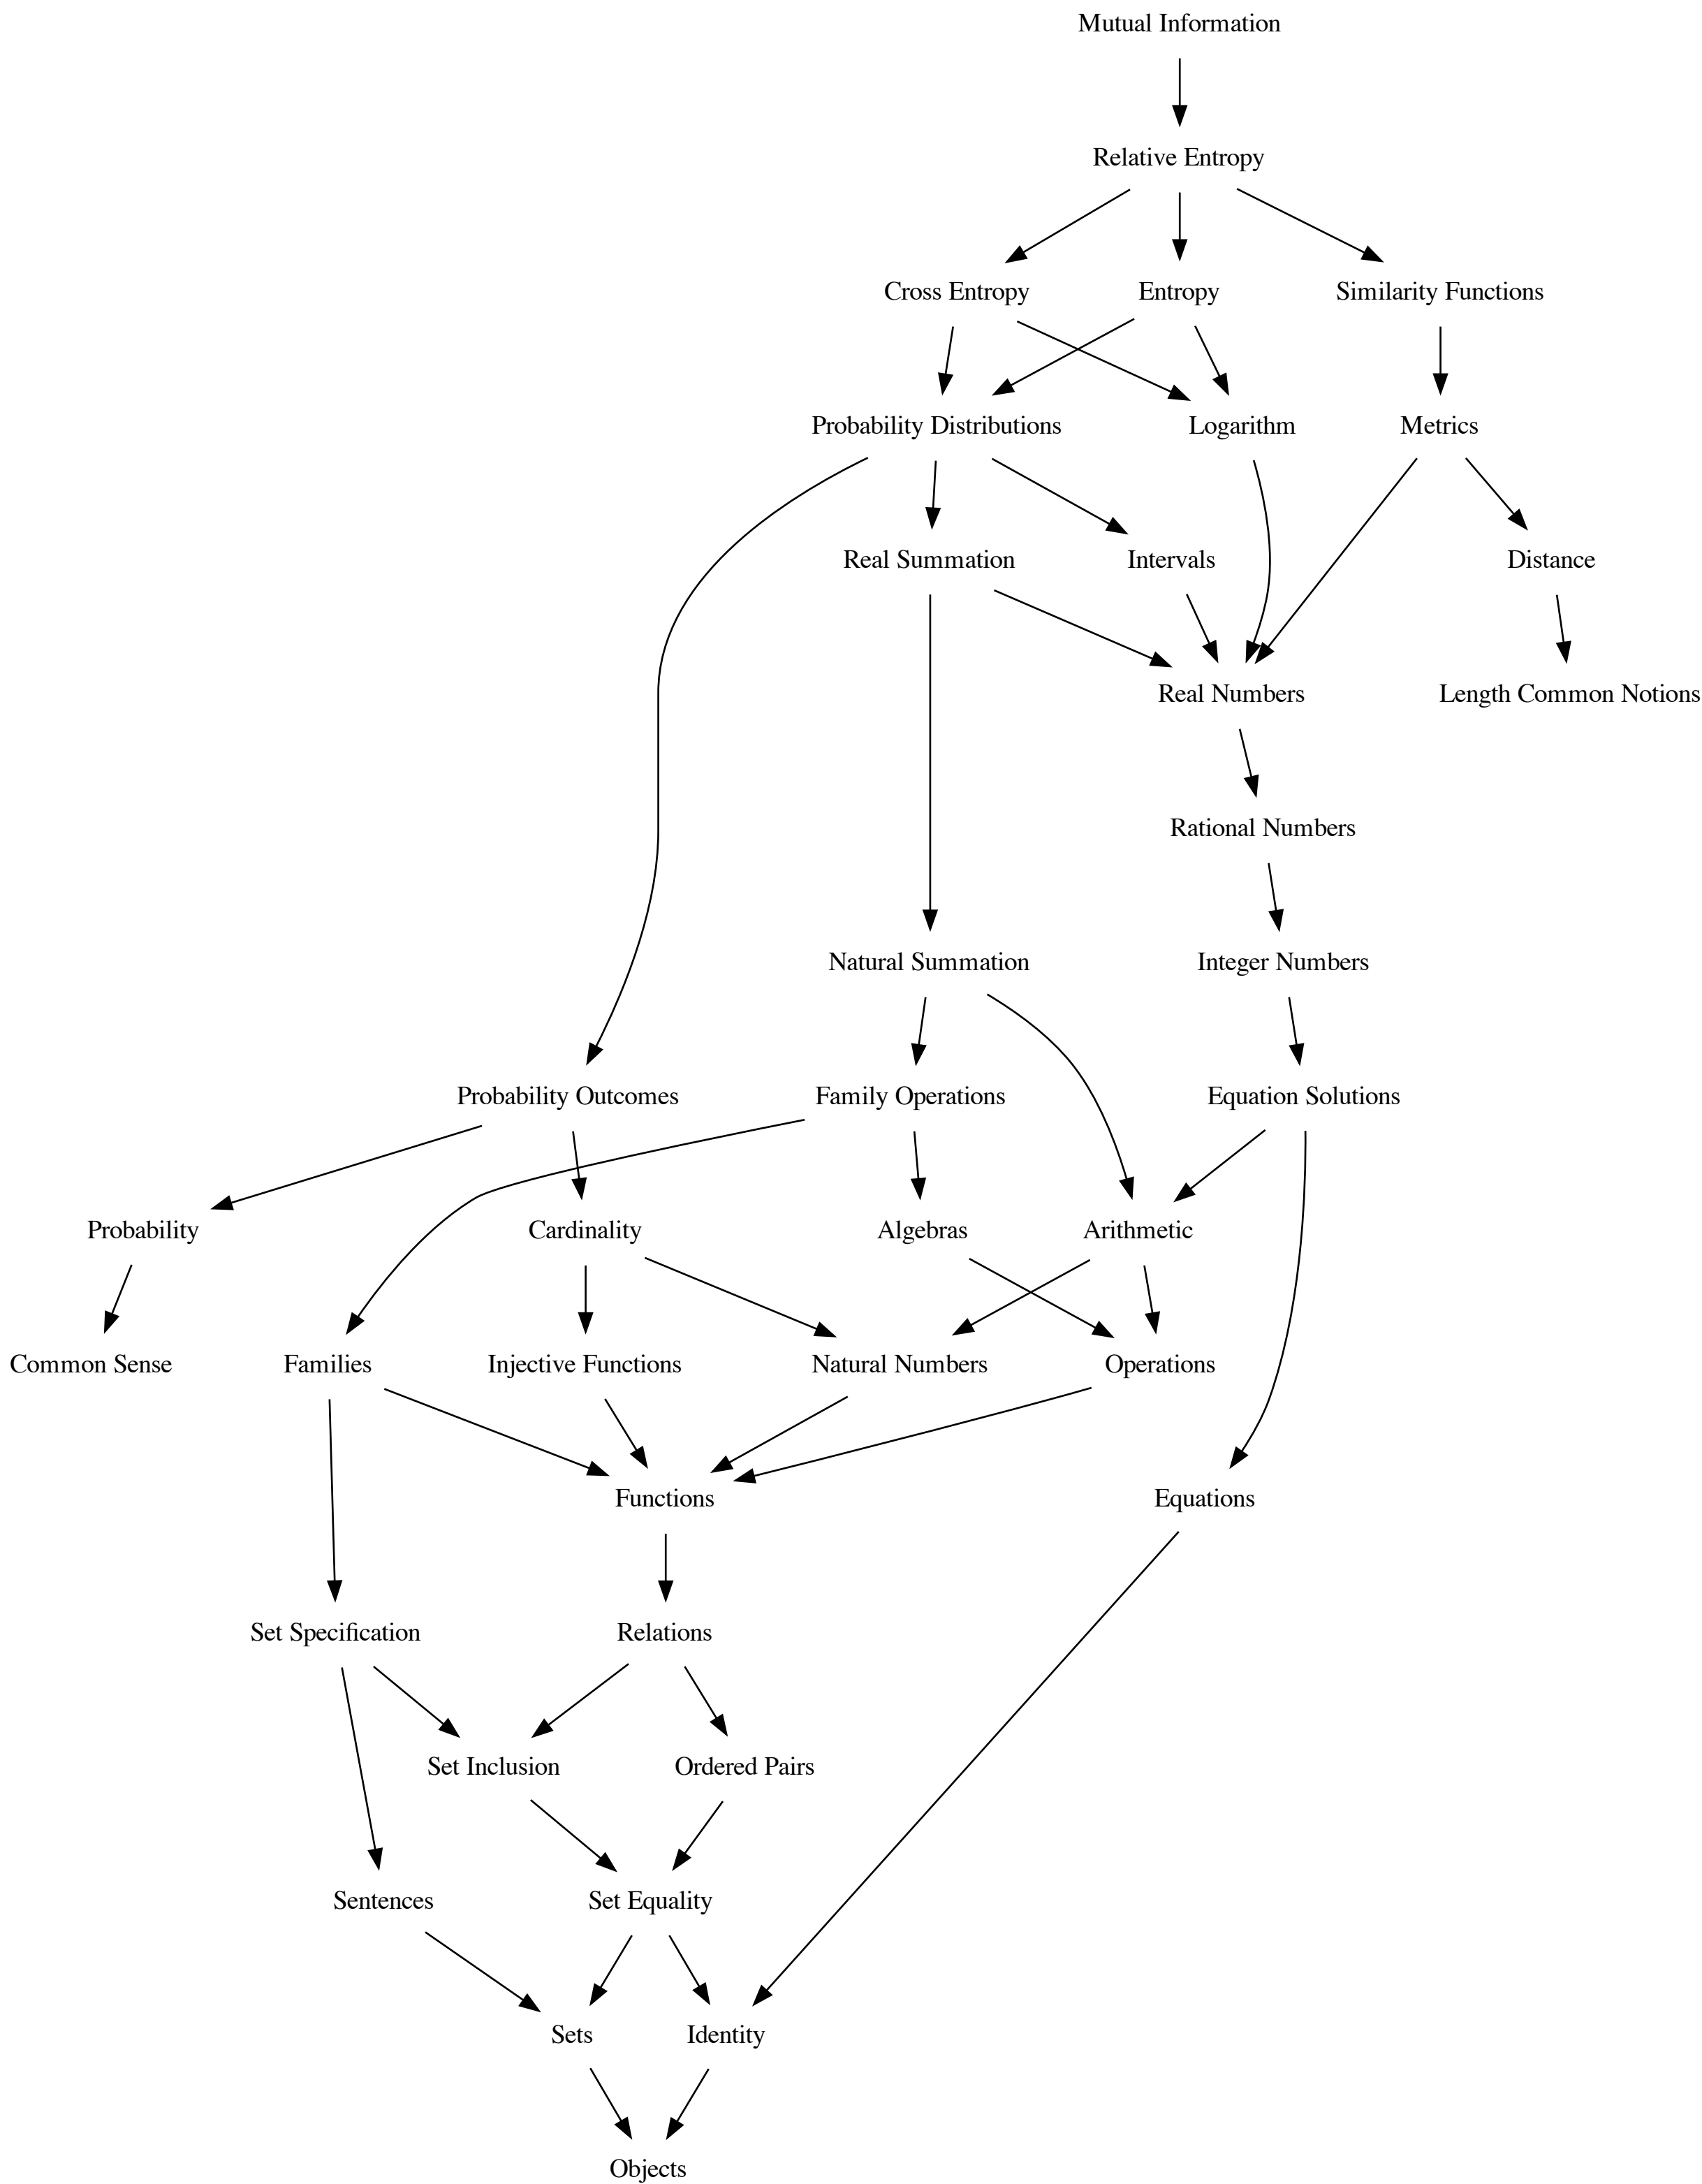 Mutual Information
Relative Entropy
Cross Entropy
Entropy
Similarity Functions
Probability Distributions
Logarithm
Metrics
Real Summation
Intervals
Distance
Real Numbers
Length Common Notions
Rational Numbers
Natural Summation
Integer Numbers
Probability Outcomes
Family Operations
Equation Solutions
Probability
Cardinality
Algebras
Arithmetic
Common Sense
Families
Injective Functions
Natural Numbers
Operations
Functions
Equations
Set Specification
Relations
Set Inclusion
Ordered Pairs
Sentences
Set Equality
Sets
Identity
Objects